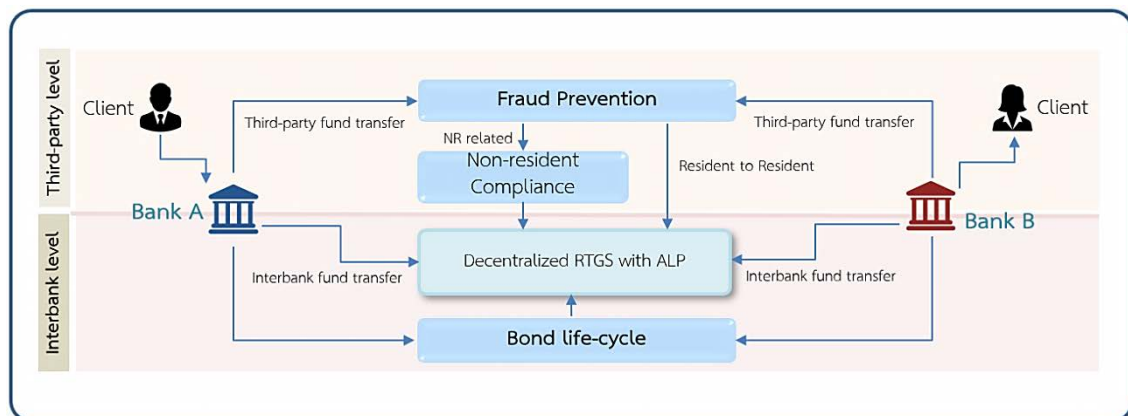 Third-party level
Client
Fraud Prevention
Client
Third-party fund transfer
Third-party fund transfer
NR related
Non-resident
Compliance
Resident to Resident
Bank A
Bank B
Interbank level
Decentralized RTGS with ALP
Interbank fund transfer
Interbank fund transfer
Bond life-cycle